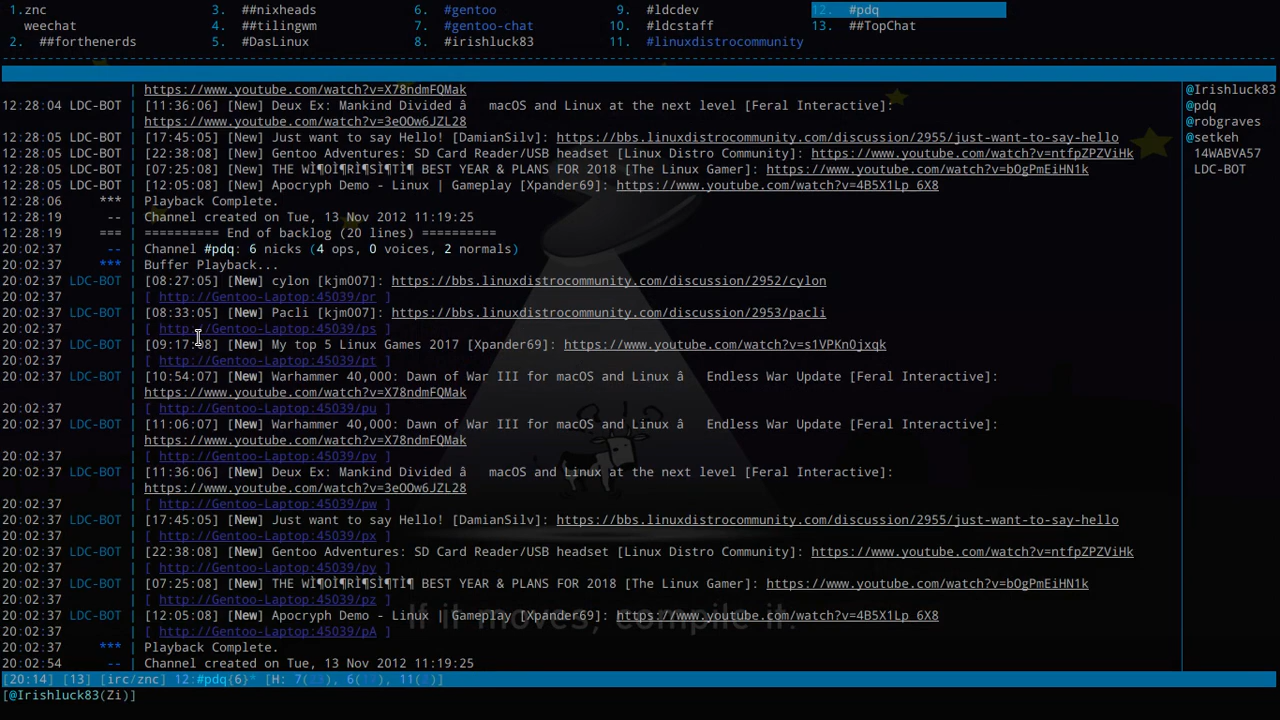 1.znc 3. ##nixheads 6. #gentoo 9. #ldcdev 12. #pdq
weechat 4. ##tilingwm 7. #gentoo-chat 10. #ldcstaff 13. ##TopChat
2. ##forthenerds 5. #DasLinux 8. #irishluck83 11. #linuxdistrocommunity
| https://www.youtube.com/watch?v=X78ndmFQMak @Irishluck83
12:28:04 LDC-BOT | [11:36:06] [New] Deux Ex: Mankind Divided â macOS and Linux at the next level [Feral Interactive]: @pdq
| https://www.youtube.com/watch?v=3eOOw6JZL28 @robgraves
12:28:05 LDC-BOT | [17:45:05] [New] Just want to say Hello! [DamianSilv]: https://bbs.linuxdistrocommunity.com/discussion/2955/just-want-to-say-hello @setkeh
12:28:05 LDC-BOT | [22:38:08] [New] Gentoo Adventures: SD Card Reader/USB headset [Linux Distro Community]: https://www.youtube.com/watch?v=ntfpZPZViHk 14WABVA57
12:28:05 LDC-BOT | [07:25:08] [New] THE WÌ¶OÌ¶RÌ¶SÌ¶TÌ¶ BEST YEAR & PLANS FOR 2018 [The Linux Gamer]: https://www.youtube.com/watch?v=bOgPmEiHN1k LDC-BOT
12:28:05 LDC-BOT | [12:05:08] [New] Apocryph Demo - Linux | Gameplay [Xpander69]: https://www.youtube.com/watch?v=4B5X1Lp_6X8
12:28:06 *** | Playback Complete.
12:28:19 -- | Channel created on Tue, 13 Nov 2012 11:19:25
12:28:19 === | ========== End of backlog (20 lines) ==========
20:02:37 -- | Channel #pdq: 6 nicks (4 ops, 0 voices, 2 normals)
20:02:37 *** | Buffer Playback...
20:02:37 LDC-BOT | [08:27:05] [New] cylon [kjm007]: https://bbs.linuxdistrocommunity.com/discussion/2952/cylon
20:02:37 LDC-BOT | [ http://Gentoo-Laptop:45039/pr ]
20:02:37 LDC-BOT | [08:33:05] [New] Pacli [kjm007]: https://bbs.linuxdistrocommunity.com/discussion/2953/pacli
20:02:37 | [ http://Gentoo-Laptop:45039/ps ]
20:02:37 LDC-BOT | [09:17:08] [New] My top 5 Linux Games 2017 [Xpander69]: https://www.youtube.com/watch?v=s1VPKn0jxqk
20:02:37 LDC-BOT | [ http://Gentoo-Laptop:45039/pt ]
20:02:37 LDC-BOT | [10:54:07] [New] Warhammer 40,000: Dawn of War III for macOS and Linux â Endless War Update [Feral Interactive]:
| https://www.youtube.com/watch?v=X78ndmFQMak
20:02:37 LDC-BOT | [ http://Gentoo-Laptop:45039/pu ]
20:02:37 LDC-BOT | [11:06:07] [New] Warhammer 40,000: Dawn of War III for macOS and Linux â Endless War Update [Feral Interactive]:
| https://www.youtube.com/watch?v=X78ndmFQMak
20:02:37 | [ http://Gentoo-Laptop:45039/pv ]
20:02:37 LDC-BOT | [11:36:06] [New] Deux Ex: Mankind Divided â macOS and Linux at the next level [Feral Interactive]:
| https://www.youtube.com/watch?v=3eOOw6JZL28
20:02:37 LDC-BOT | [ http://Gentoo-Laptop:45039/pw ]
20:02:37 LDC-BOT | [17:45:05] [New] Just want to say Hello! [DamianSilv]: https://bbs.linuxdistrocommunity.com/discussion/2955/just-want-to-say-hello
20:02:37 LDC-BOT | [ http://Gentoo-Laptop:45039/px ]
20:02:37 LDC-BOT | [22:38:08] [New] Gentoo Adventures: SD Card Reader/USB headset [Linux Distro Community]: https://www.youtube.com/watch?v=ntfpZPZViHk
20:02:37 LDC-BOT | [ http://Gentoo-Laptop:45039/py ]
20:02:37 LDC-BOT | [07:25:08] [New] THE WÌ¶OÌ¶RÌ¶SÌ¶TÌ¶ BEST YEAR & PLANS FOR 2018 [The Linux Gamer]: https://www.youtube.com/watch?v=bOgPmEiHN1k
20:02:37 LDC-BOT | [ http://Gentoo-Laptop:45039/pz ]
20:02:37 LDC-BOT | [12:05:08] [New] Apocryph Demo - Linux | Gameplay [Xpander69]: https://www.youtube.com/watch?v=4B5X1Lp_6X8
If it moves, compile it.
20:02:37 LDC-BOT | [ http://Gentoo-Laptop:45039/pA ]
20:02:37 *** | Playback Complete.
20:02:54 -- | Channel created on Tue, 13 Nov 2012 11:19:25
[20:14] [13] [irc/znc] 12:#pdq{6}* [H: 7( ), 6( ), 11( )]
[@Irishluck83(Zi)]